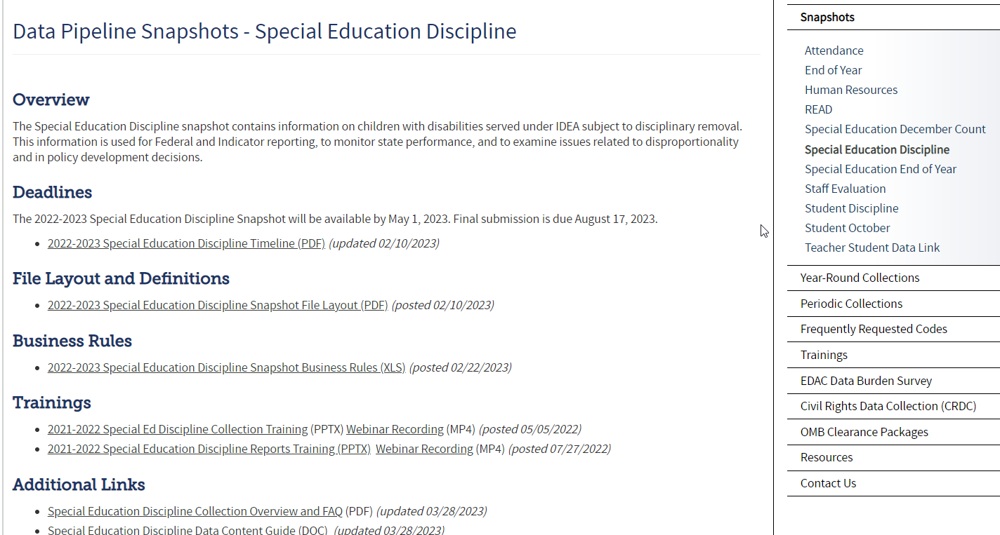 Data Pipeline Snapshots - Special Education Discipline
Overview
The Special Education Discipline snapshot contains information on children with disabilities served under IDEA subject to disciplinary removal.
This information is used for Federal and Indicator reporting, to monitor state performance, and to examine issues related to disproportionality
and in policy development decisions.
Deadlines
The 2022-2023 Special Education Discipline Snapshot will be available by May 1, 2023. Final submission is due August 17, 2023.
• 2022-2023 Special Education Discipline Timeline (PDF) (updated 02/10/2023)
File Layout and Definitions
• 2022-2023 Special Education Discipline Snapshot File Layout (PDF) (posted 02/10/2023)
Business Rules
• 2022-2023 Special Education Discipline Snapshot Business Rules (XLS) (posted 02/22/2023)
Trainings
• 2021-2022 Special Ed Discipline Collection Training (PPTX) Webinar Recording (MP4) (posted 05/05/2022)
• 2021-2022 Special Education Discipline Reports Training (PPTX) Webinar Recording (MP4) (posted 07/27/2022)
Additional Links
• Special Education Discipline Collection Overview and FAQ (PDF) (updated 03/28/2023)
• Special Education Discipline Data Content Guide (DOC) (updated 03/28/2023)
Snapshots
Attendance
End of Year
Human Resources
READ
Special Education December Count
Special Education Discipline
Special Education End of Year
Staff Evaluation
Student Discipline
Student October
Teacher Student Data Link
Year-Round Collections
Periodic Collections
Frequently Requested Codes
Trainings
EDAC Data Burden Survey
Civil Rights Data Collection (CRDC)
OMB Clearance Packages
Resources
Contact Us